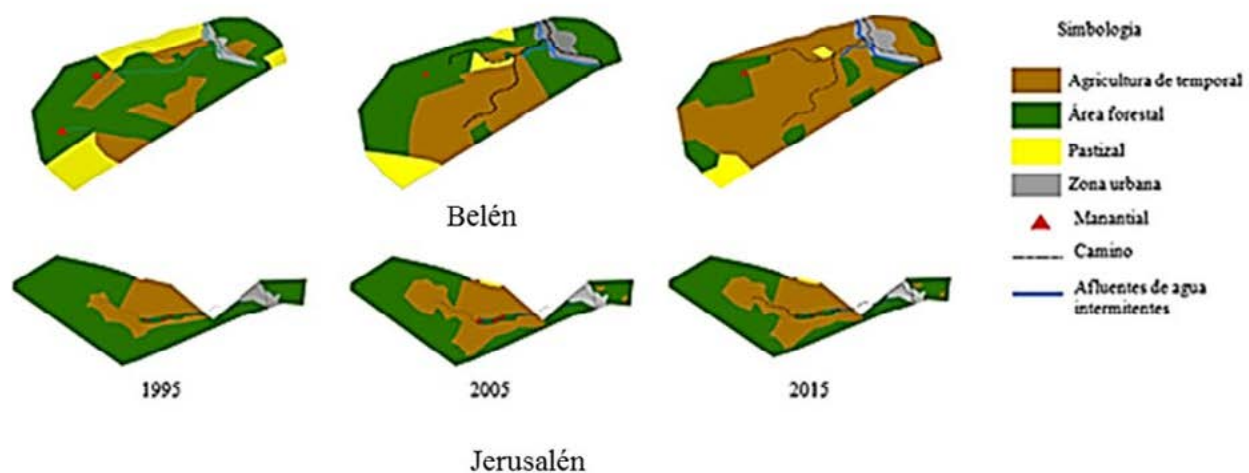 Simbología
Agricultura de temporal
Área forestal
Pastizal
Zona urbana
Manantial
Camino
Afluentes de agua
intermitentes
Belén
1995
2005
2015
Jerusalén